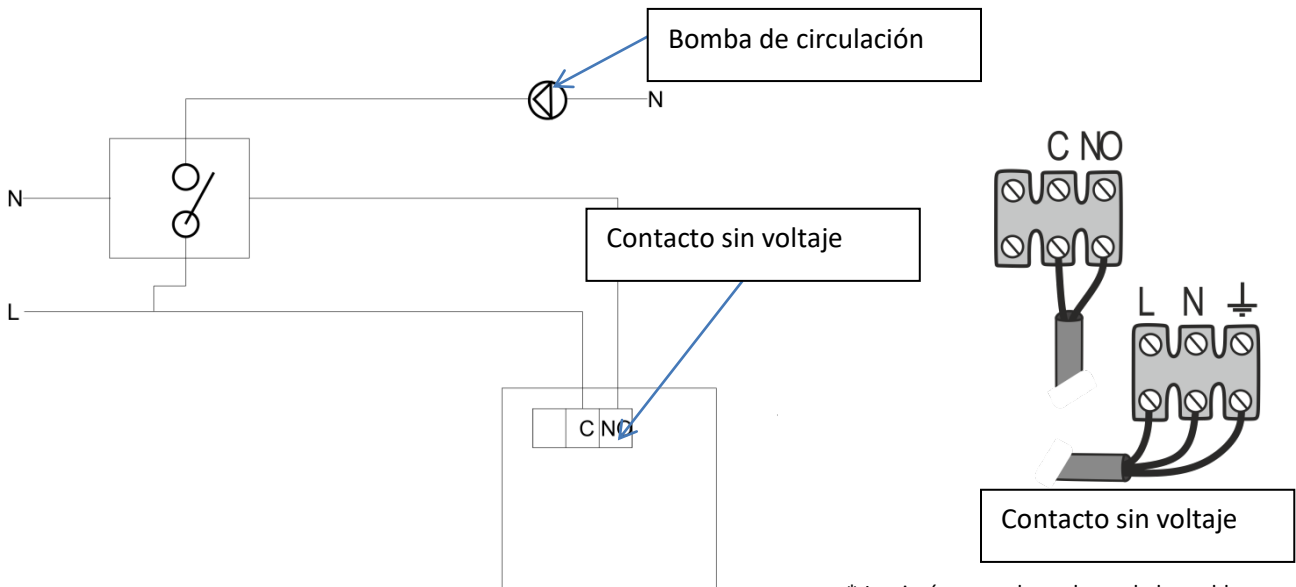 Bomba de circulación
N
C NO
N
Contacto sin voltaje
L
L N
C NO
Contacto sin voltaje